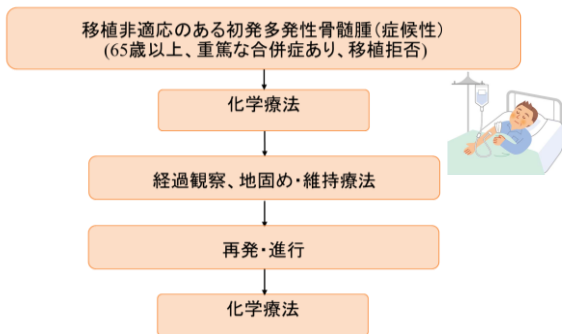 移植非適応のある初発多発性骨髄腫（症候性）
(65歳以上、重篤な合併症あり、移植拒否)
化学療法
経過観察、地固め・維持療法
再発・進行
化学療法